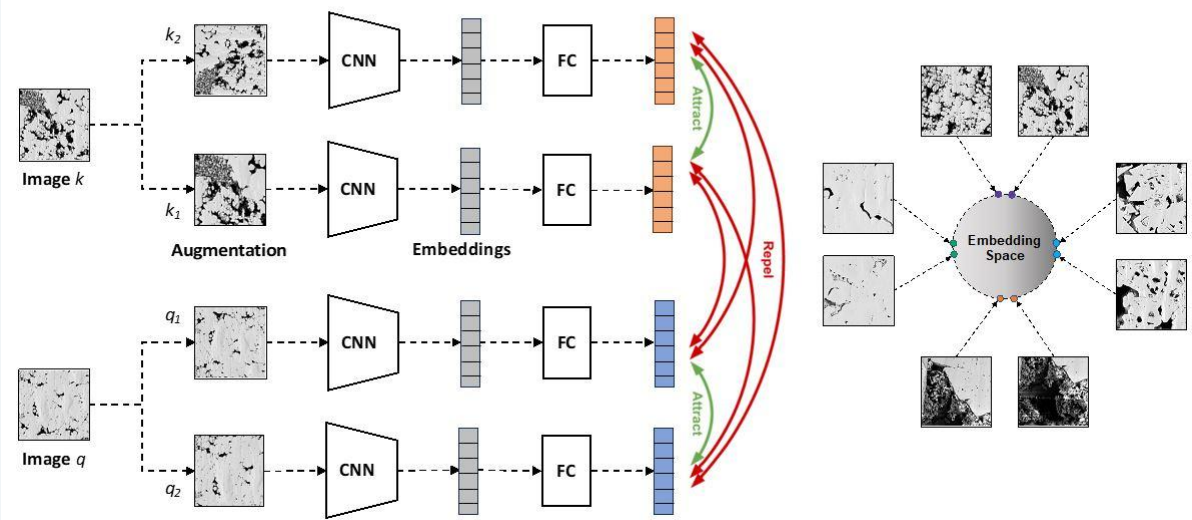 k2
CNN
FC
Image k
k1
CNN
FC
Augmentation
Embeddings
Attract
Repel
q1
CNN
FC
Image q
q2
CNN
FC
Attract
Embedding
Space